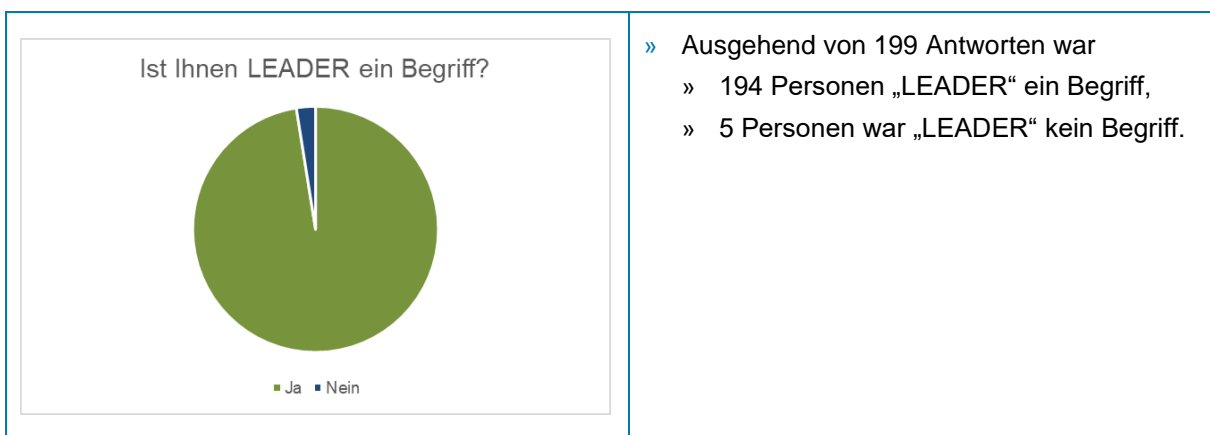 Ist Ihnen LEADER ein Begriff?
Ja Nein
» Ausgehend von 199 Antworten war
» 194 Personen „LEADER“ ein Begriff,
» 5 Personen war „LEADER“ kein Begriff.